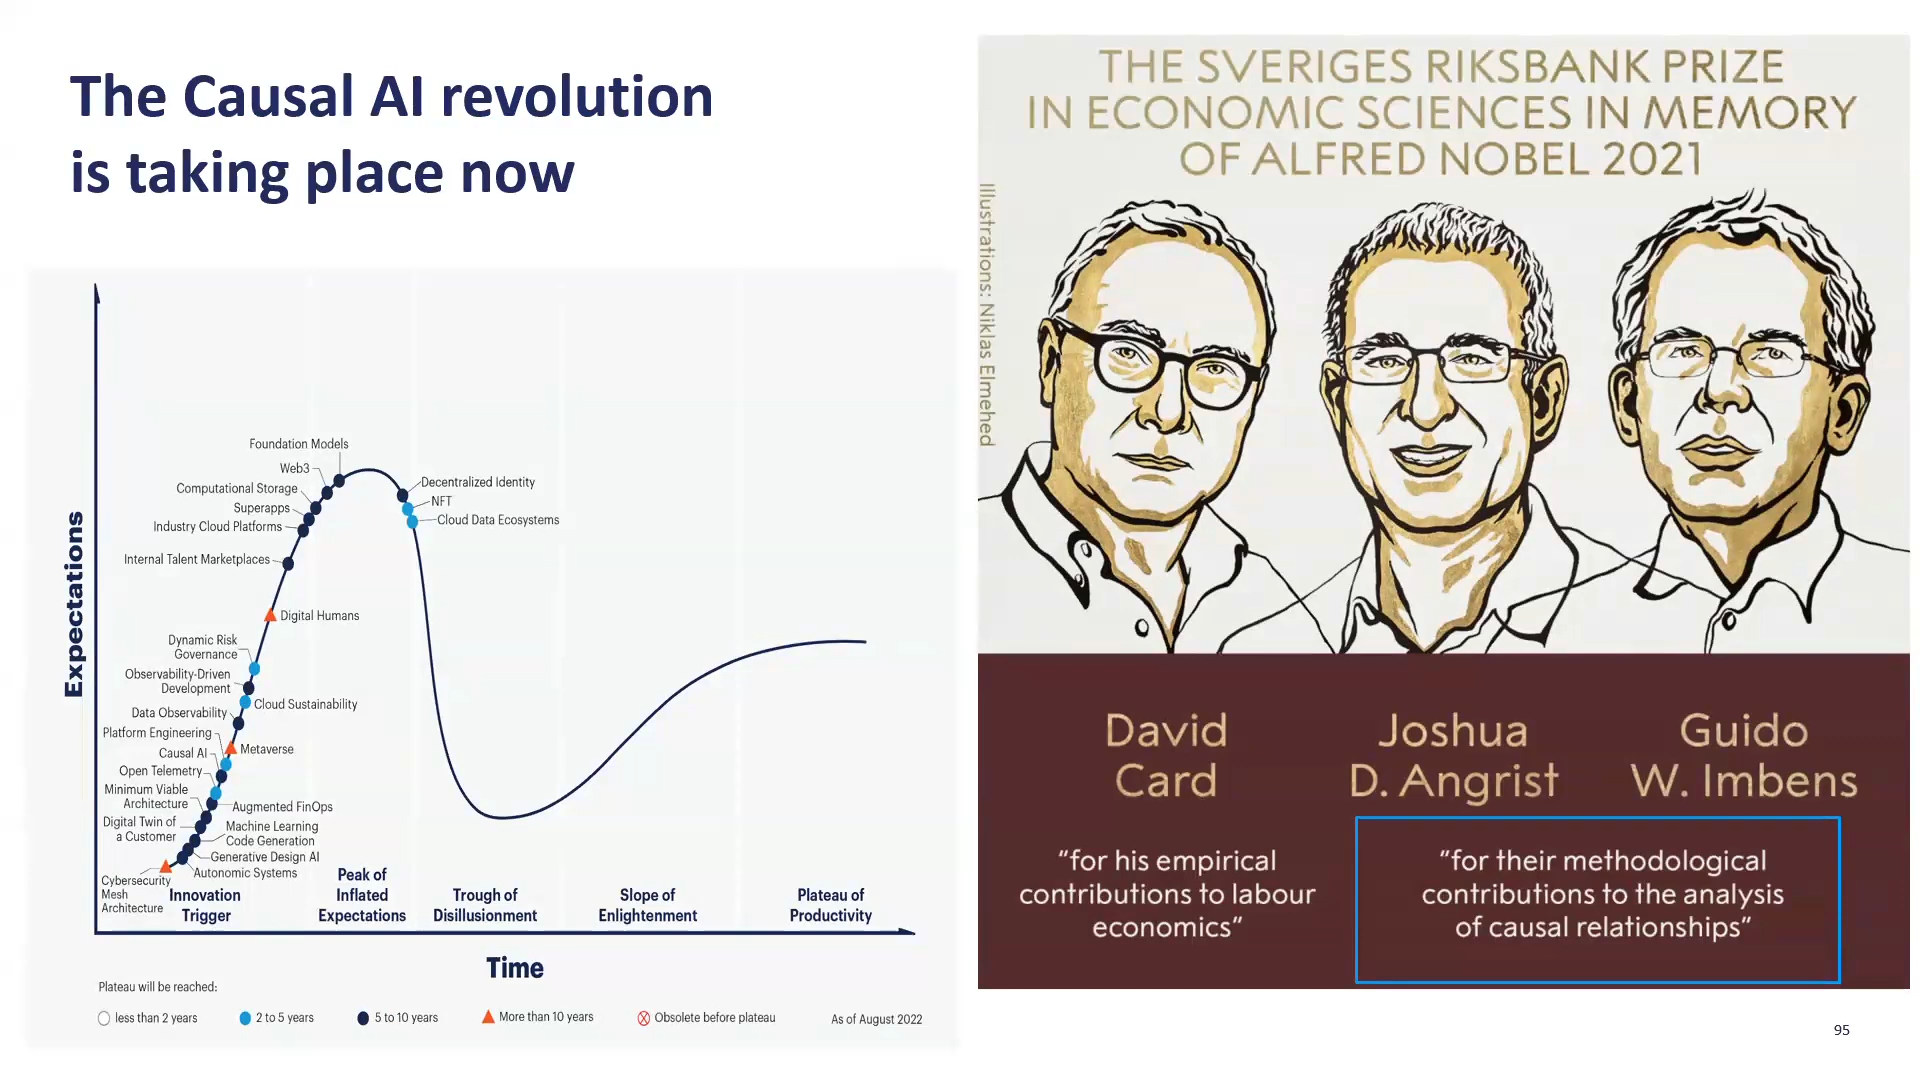 The Causal AI revolution
is taking place now
Expectations
Foundation Models
Web3
Computational Storage
Superapps
Industry Cloud Platforms
Internal Talent Marketplaces
Digital Humans
Dynamic Risk
Governance
Observability-Driven
Development
Cloud Sustainability
Data Observability
Platform Engineering
Metaverse
Causal AI
Open Telemetry
Minimum Viable
Architecture
Augmented FinOps
Digital Twin of
a Customer
Machine Learning
Code Generation
Generative Design AI
Autonomic Systems
Cybersecurity
Mesh
Architecture
Decentralized Identity
NFT
Cloud Data Ecosystems
Innovation
Trigger
Peak of
Inflated
Expectations
Trough of
Disillusionment
Slope of
Enlightenment
Plateau of
Productivity
Time
Plateau will be reached:
less than 2 years
2 to 5 years
5 to 10 years
More than 10 years
Obsolete before plateau
As of August 2022
THE SVERIGES RIKSBANK PRIZE
IN ECONOMIC SCIENCES IN MEMORY
OF ALFRED NOBEL 2021
Illustrations: Niklas Elmehed
David
Card
"for his empirical
contributions to labour
economics"
Joshua
D. Angrist
Guido
W. Imbens
"for their methodological
contributions to the analysis
of causal relationships"
95